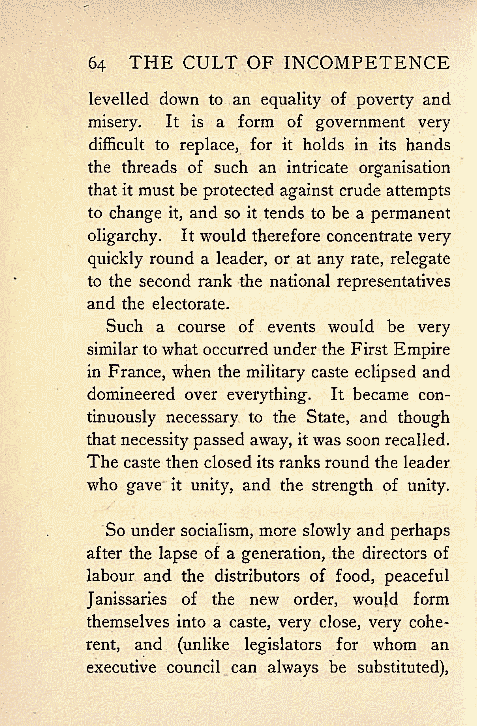 64 THE CULT OF INCOMPETENCE
levelled down to an equality of poverty and
misery. It is a form of government very
difficult to replace, for it holds in its hands
the threads of such an intricate organisation
that it must be protected against crude attempts
to change it, and so it tends to be a permanent
oligarchy. It would therefore concentrate very
quickly round a leader, or at any rate, relegate
to the second rank the national representatives
and the electorate.
Such a course of events would be very
similar to what occurred under the First Empire
in France, when the military caste eclipsed and
domineered over everything. It became con-
tinuously necessary to the State, and though
that necessity passed away, it was soon recalled.
The caste then closed its ranks round the leader
who gave it unity, and the strength of unity.
So under socialism, more slowly and perhaps
after the lapse of a generation, the directors of
labour and the distributors of food, peaceful
Janissaries of the new order, would form
themselves into a caste, very close, very cohe-
rent, and (unlike legislators for whom an
executive council can always be substituted),